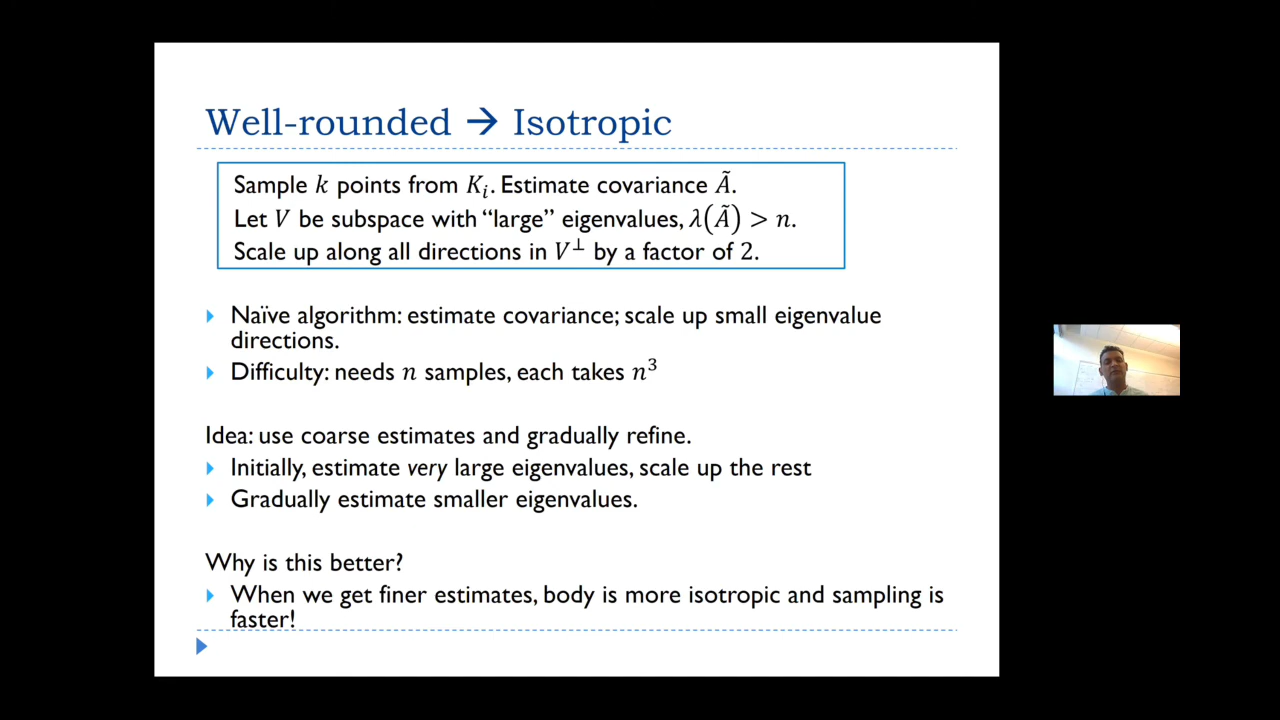 Well-rounded → Isotropic
Sample k points from Kᵢ. Estimate covariance Ã.
Let V be subspace with “large” eigenvalues, λ(Ã) > n.
Scale up along all directions in V⊥ by a factor of 2.
Naïve algorithm: estimate covariance; scale up small eigenvalue
directions.
Difficulty: needs n samples, each takes n³
Idea: use coarse estimates and gradually refine.
Initially, estimate very large eigenvalues, scale up the rest
Gradually estimate smaller eigenvalues.
Why is this better?
When we get finer estimates, body is more isotropic and sampling is
faster!